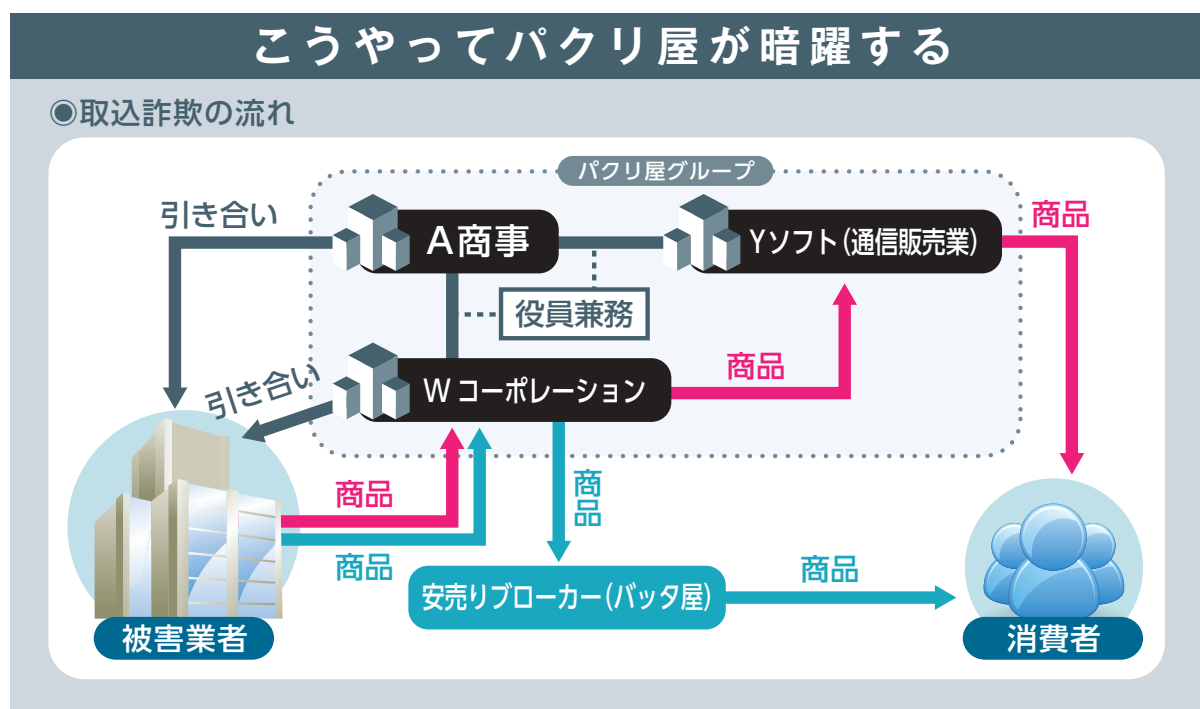 こうやってパクリ屋が暗躍する
◉取込詐欺の流れ
パクリ屋グループ
引き合い
A商事
Yソフト(通信販売業)
商品
役員兼務
引き合い
Wコーポレーション
商品
商品
商品
商品
安売りブローカー(バッタ屋)
商品
被害業者
消費者